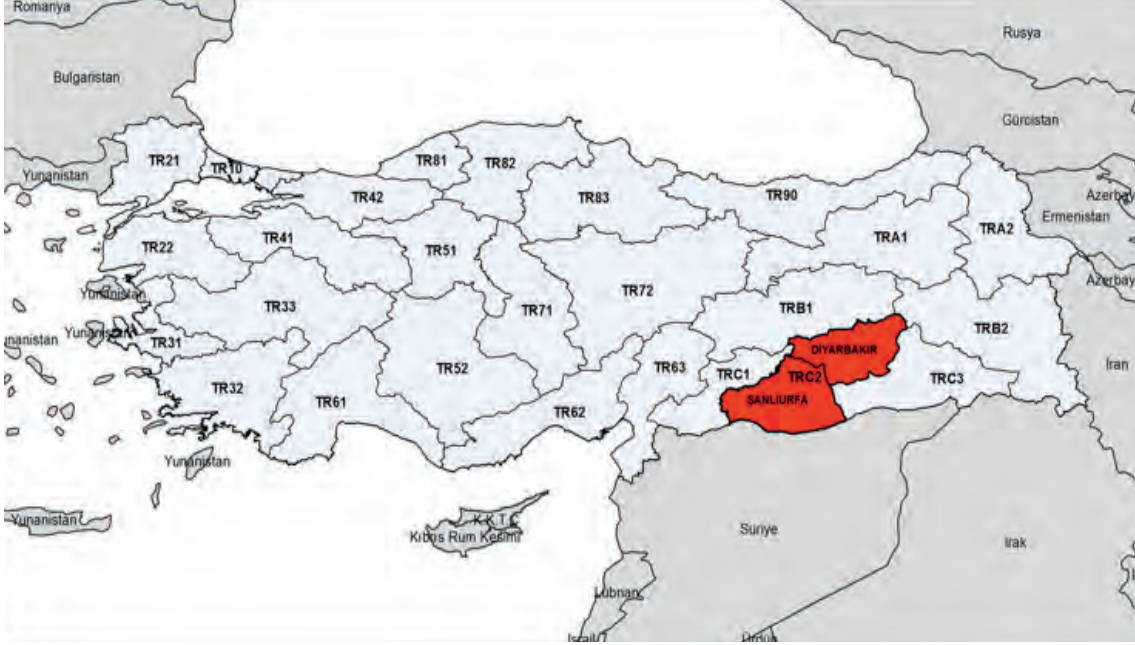 Romanya
Rusya
Bulgaristan
Gürcistan
TR21
TR10
TR81
TR82
Yunanistan
TR42
TR83
TR90
Azerbay
Ermenistan
TRA2
TRA1
TR22
TR41
TR51
Azerbay
Yunanistan
TR33
TR72
TR71
TRB1
TRB2
Yunanistan
nanistan
TR31
DİYARBAKIR
İran
TR52
TR63
TRC1
TRC2
TRC3
TR32
TR61
ŞANLIURFA
TR62
Yunanistan
Yunanistan
K K T C
Kıbrıs Rum Kesimi
Suriye
Irak
Lübnan
Ürdün